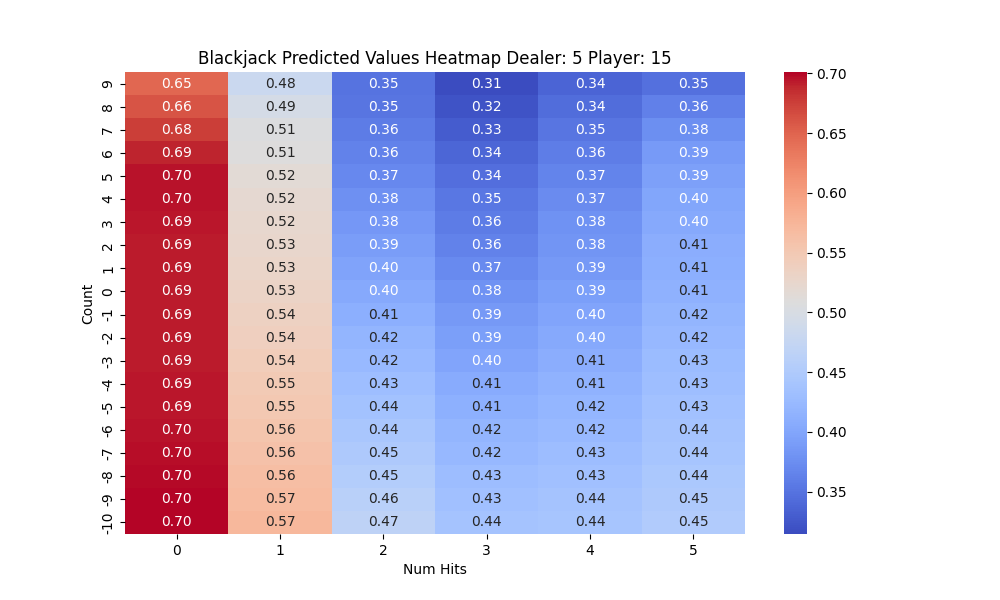 Blackjack Predicted Values Heatmap Dealer: 5 Player: 15
9 0.65 0.48 0.35 0.31 0.34 0.35
8 0.66 0.49 0.35 0.32 0.34 0.36
7 0.68 0.51 0.36 0.33 0.35 0.38
6 0.69 0.51 0.36 0.34 0.36 0.39
5 0.70 0.52 0.37 0.34 0.37 0.39
4 0.70 0.52 0.38 0.35 0.37 0.40
3 0.69 0.52 0.38 0.36 0.38 0.40
2 0.69 0.53 0.39 0.36 0.38 0.41
1 0.69 0.53 0.40 0.37 0.39 0.41
0 0.69 0.53 0.40 0.38 0.39 0.41
-1 0.69 0.54 0.41 0.39 0.40 0.42
-2 0.69 0.54 0.42 0.39 0.40 0.42
-3 0.69 0.54 0.42 0.40 0.41 0.43
-4 0.69 0.55 0.43 0.41 0.41 0.43
-5 0.69 0.55 0.44 0.41 0.42 0.43
-6 0.70 0.56 0.44 0.42 0.42 0.44
-7 0.70 0.56 0.45 0.42 0.43 0.44
-8 0.70 0.56 0.45 0.43 0.43 0.44
-9 0.70 0.57 0.46 0.43 0.44 0.45
-10 0.70 0.57 0.47 0.44 0.44 0.45
0 1 2 3 4 5
Num Hits
Count
0.70
0.65
0.60
0.55
0.50
0.45
0.40
0.35